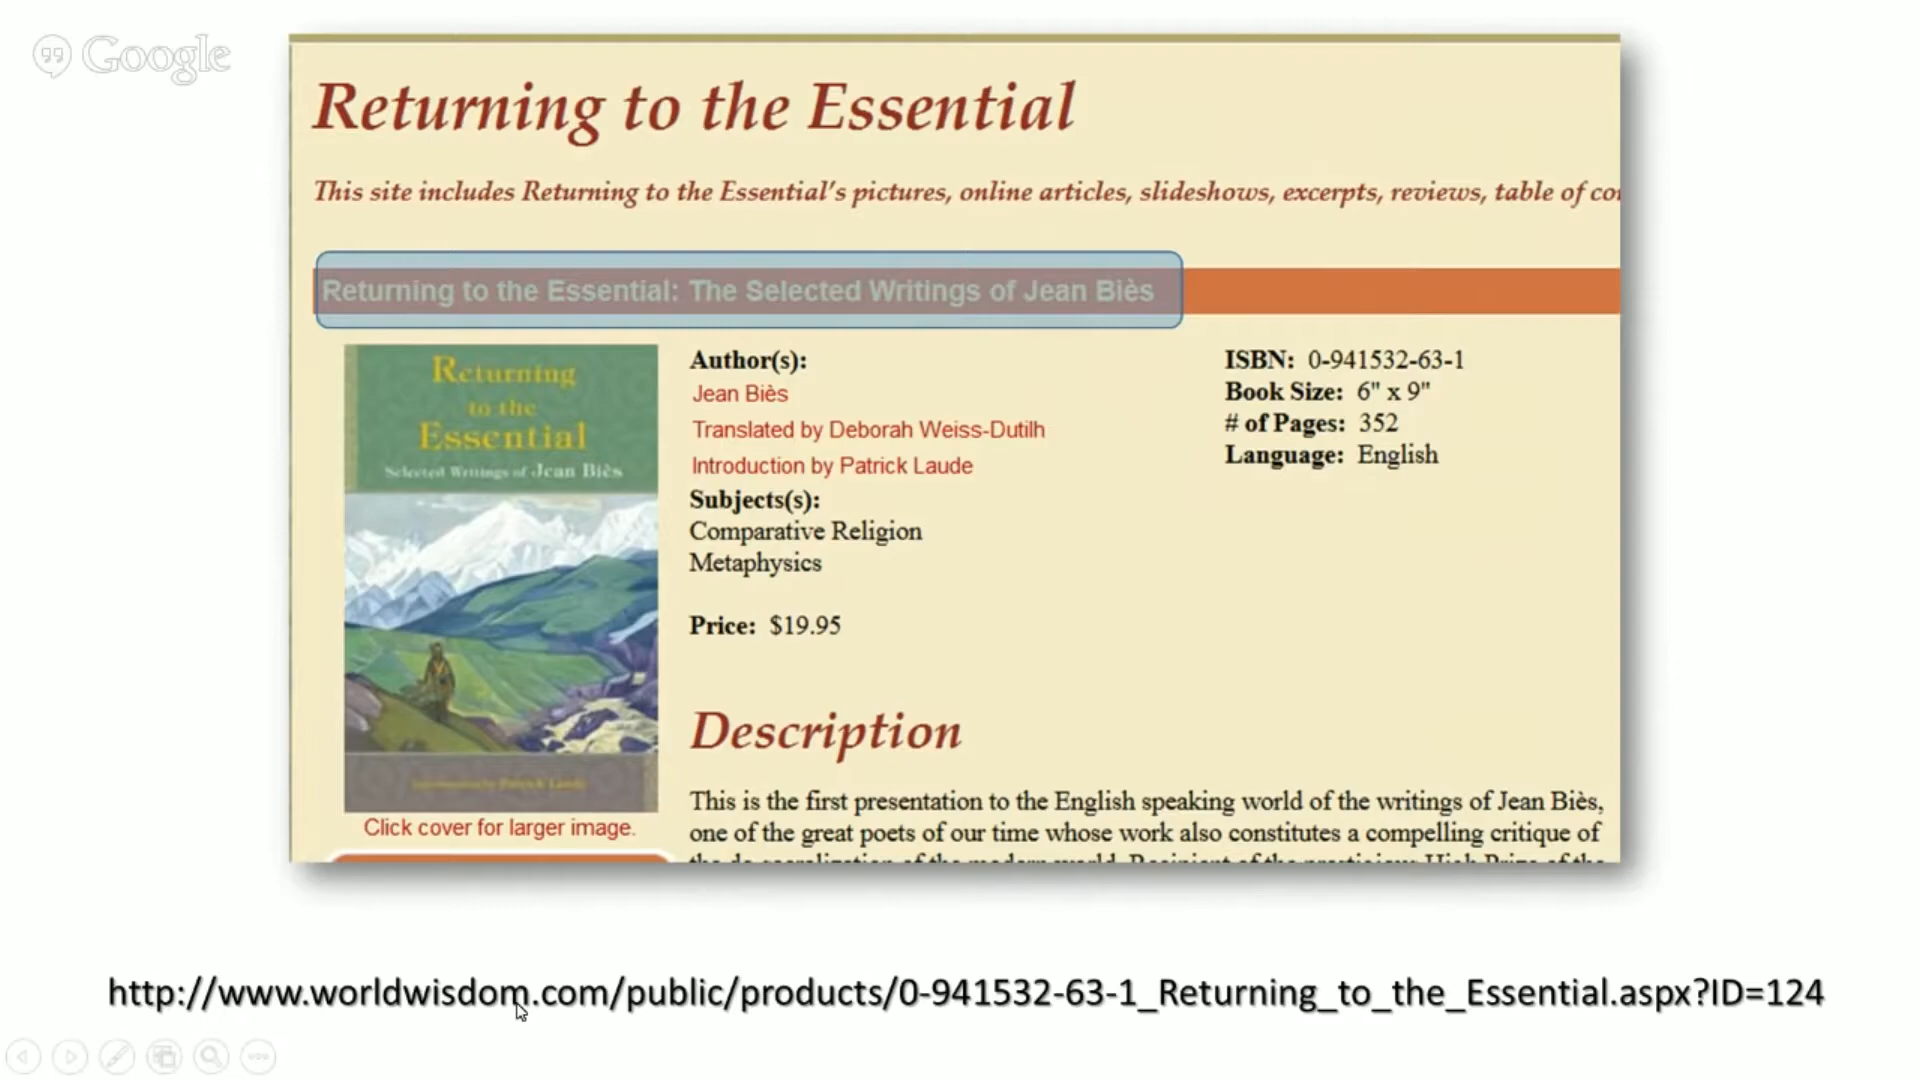 Google
Returning to the Essential
This site includes Returning to the Essential's pictures, online articles, slideshows, excerpts, reviews, table of
Returning to the Essential: The Selected Writings of Jean Biès
Returning
to the
Essential
Selected Writings of Jean Biès
Introduction by Patrick Laude
Click cover for larger image.
Author(s):
Jean Biès
Translated by Deborah Weiss-Dutilh
Introduction by Patrick Laude
Subjects(s):
Comparative Religion
Metaphysics
Price: $19.95
ISBN: 0-941532-63-1
Book Size: 6" x 9"
# of Pages: 352
Language: English
Description
This is the first presentation to the English speaking world of the writings of Jean Biès,
one of the great poets of our time whose work also constitutes a compelling critique of
http://www.worldwisdom.com/public/products/0-941532-63-1_Returning_to_the_Essential.aspx?ID=124